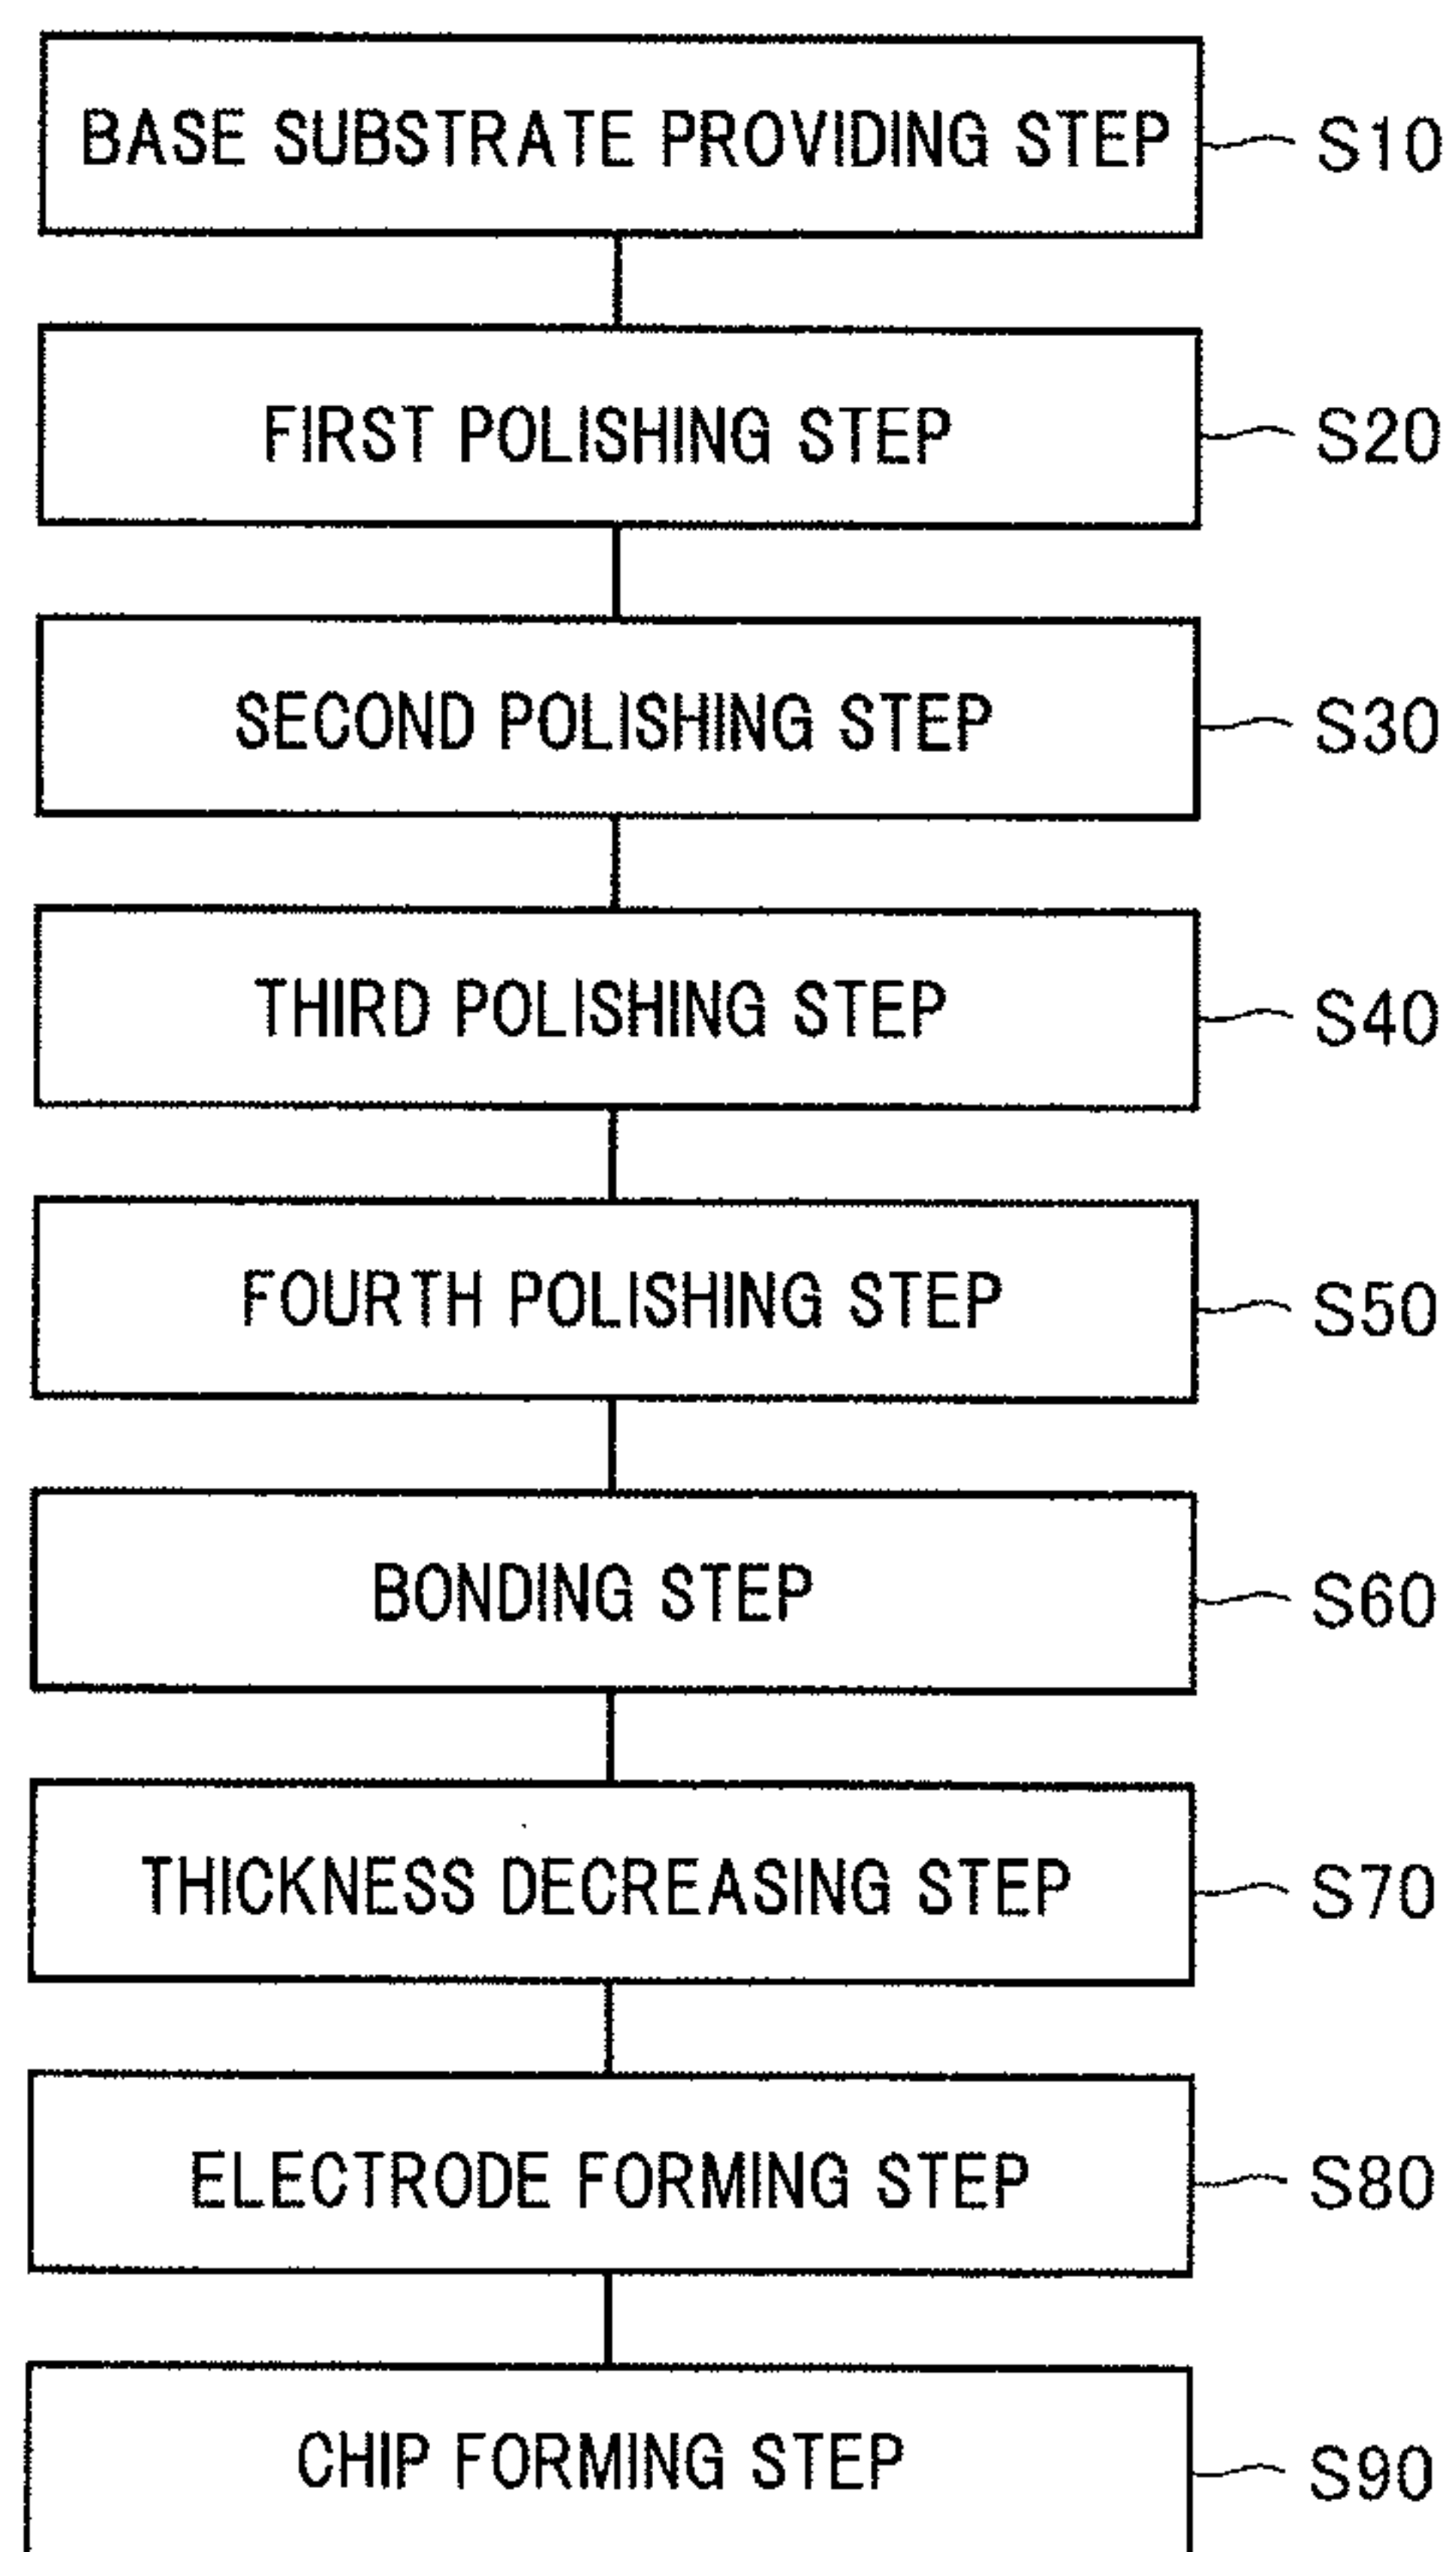 BASE SUBSTRATE PROVIDING STEP S10
FIRST POLISHING STEP S20
SECOND POLISHING STEP S30
THIRD POLISHING STEP S40
FOURTH POLISHING STEP S50
BONDING STEP S60
THICKNESS DECREASING STEP S70
ELECTRODE FORMING STEP S80
CHIP FORMING STEP S90